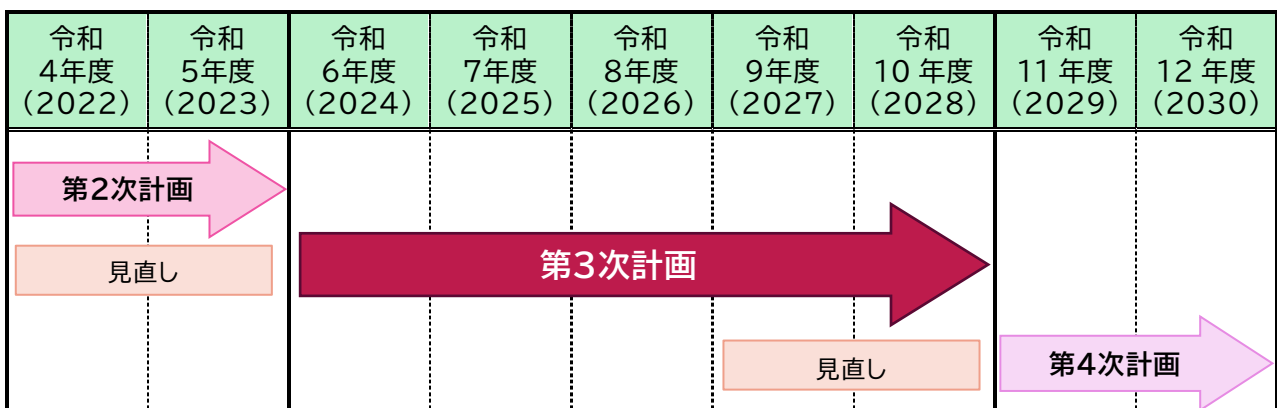 令和
4年度
（2022）
令和
5年度
（2023）
令和
6年度
（2024）
令和
7年度
（2025）
令和
8年度
（2026）
令和
9年度
（2027）
令和
10 年度
（2028）
令和
11 年度
（2029）
令和
12 年度
（2030）
第2次計画
見直し
第3次計画
見直し
第4次計画